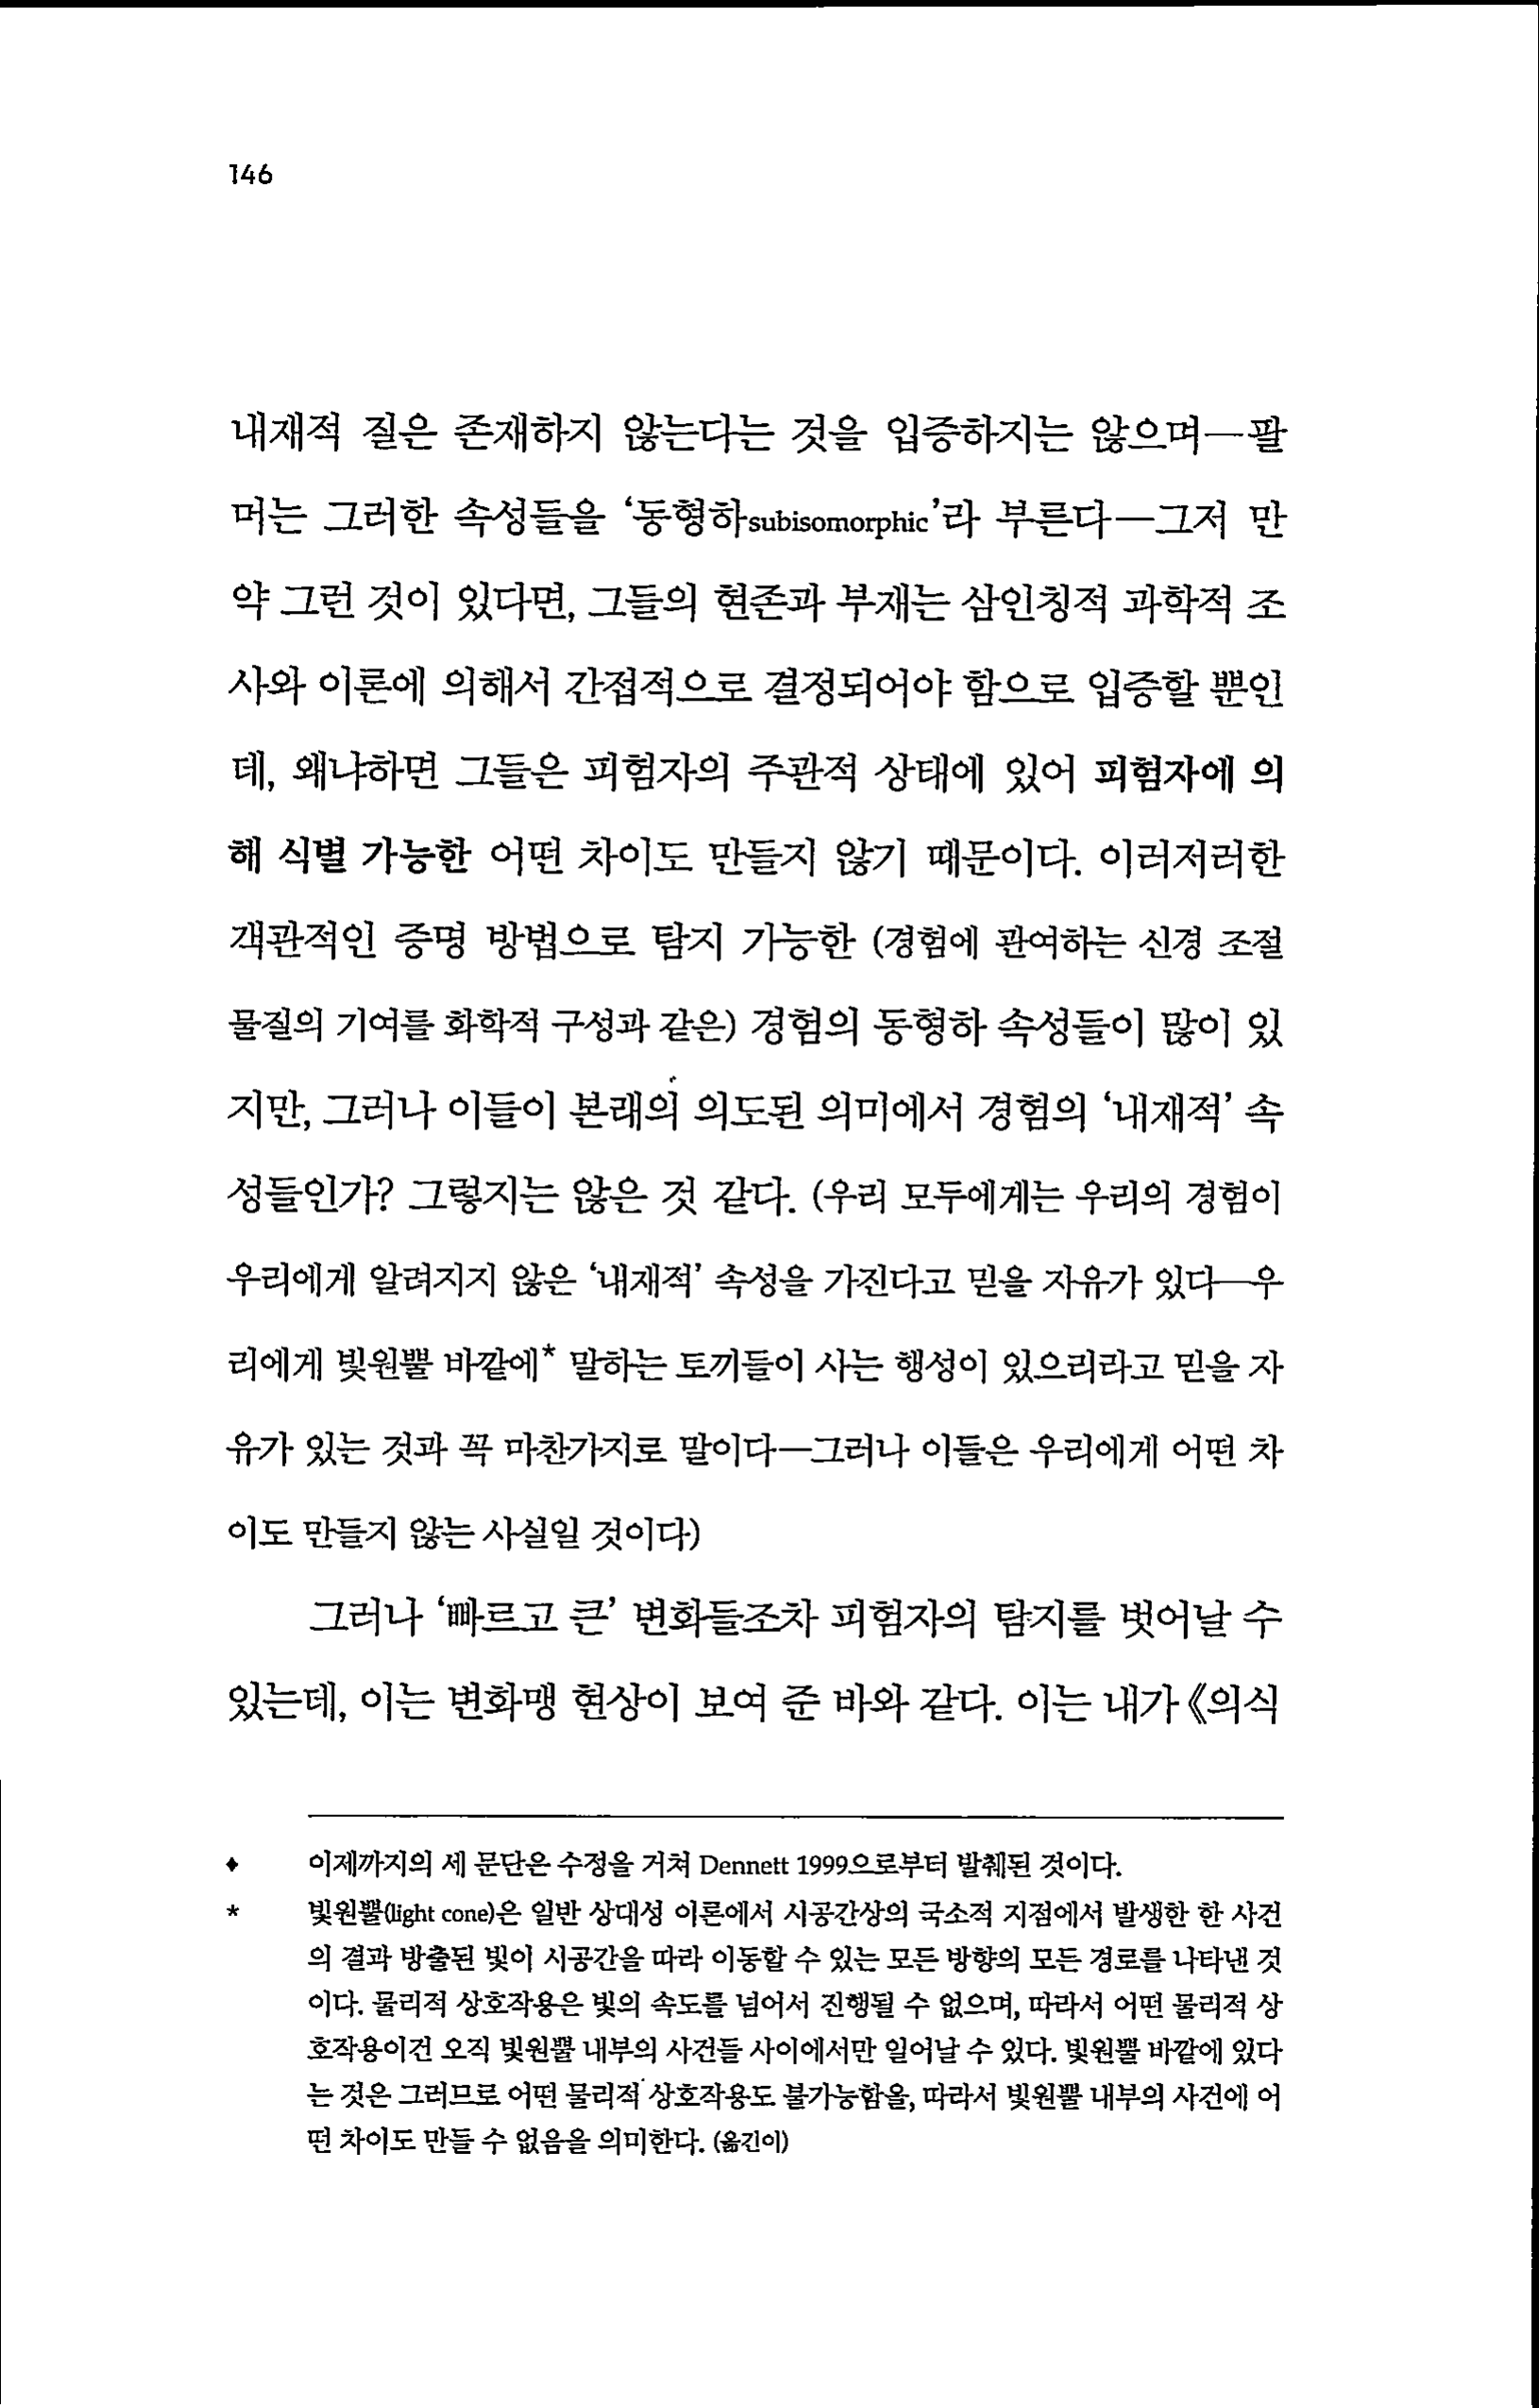 146
내재적 질은 존재하지 않는다는 것을 입증하지는 않으며—팔
머는 그러한 속성들을 ‘동형하subisomorphic’라 부른다—그저 만
약 그런 것이 있다면, 그들의 현존과 부재는 삼인칭적 과학적 조
사와 이론에 의해서 간접적으로 결정되어야 함으로 입증할 뿐인
데, 왜냐하면 그들은 피험자의 주관적 상태에 있어 피험자에 의
해 식별 가능한 어떤 차이도 만들지 않기 때문이다. 이러저러한
객관적인 증명 방법으로 탐지 가능한 (경험에 관여하는 신경 조절
물질의 기여를 화학적 구성과 같은) 경험의 동형하 속성들이 많이 있
지만, 그러나 이들이 본래의 의도된 의미에서 경험의 ‘내재적’ 속
성들인가? 그렇지는 않은 것 같다. (우리 모두에게는 우리의 경험이
우리에게 알려지지 않은 ‘내재적’ 속성을 가진다고 믿을 자유가 있다—우
리에게 빛원뿔 바깥에* 말하는 토끼들이 사는 행성이 있으리라고 믿을 자
유가 있는 것과 꼭 마찬가지로 말이다—그러나 이들은 우리에게 어떤 차
이도 만들지 않는 사실일 것이다)
그러나 ‘빠르고 큰’ 변화들조차 피험자의 탐지를 벗어날 수
있는데, 이는 변화맹 현상이 보여 준 바와 같다. 이는 내가 《의식
♦ 이제까지의 세 문단은 수정을 거쳐 Dennett 1999으로부터 발췌된 것이다.
* 빛원뿔(light cone)은 일반 상대성 이론에서 시공간상의 국소적 지점에서 발생한 한 사건
의 결과 방출된 빛이 시공간을 따라 이동할 수 있는 모든 방향의 모든 경로를 나타낸 것
이다. 물리적 상호작용은 빛의 속도를 넘어서 진행될 수 없으며, 따라서 어떤 물리적 상
호작용이건 오직 빛원뿔 내부의 사건들 사이에서만 일어날 수 있다. 빛원뿔 바깥에 있다
는 것은 그러므로 어떤 물리적 상호작용도 불가능함을, 따라서 빛원뿔 내부의 사건에 어
떤 차이도 만들 수 없음을 의미한다. (옮긴이)